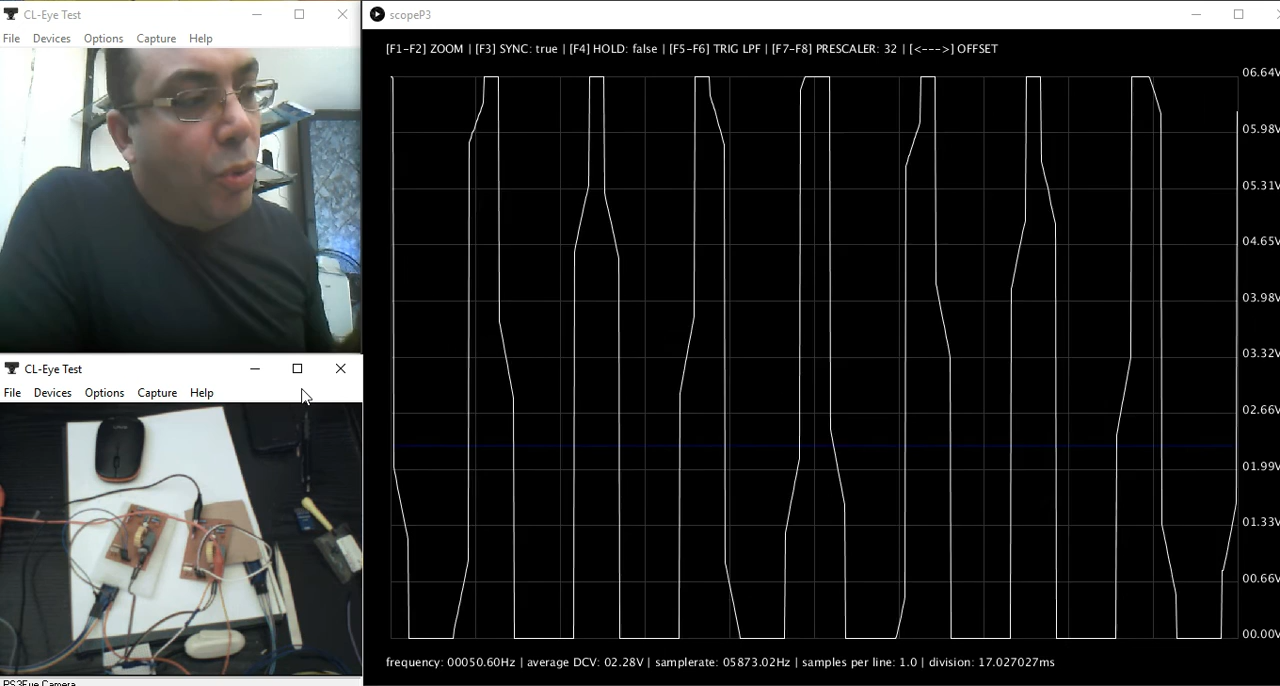 CL-Eye Test
File Devices Options Capture Help
CL-Eye Test
File Devices Options Capture Help
PS3Eye Camera
scopeP3
[F1-F2] ZOOM | [F3] SYNC: true | [F4] HOLD: false | [F5-F6] TRIG LPF | [F7-F8] PRESCALER: 32 | [<--->] OFFSET
06.64V
05.98V
05.31V
04.65V
03.98V
03.32V
02.66V
01.99V
01.33V
00.66V
00.00V
frequency: 00050.60Hz | average DCV: 02.28V | samplerate: 05873.02Hz | samples per line: 1.0 | division: 17.027027ms